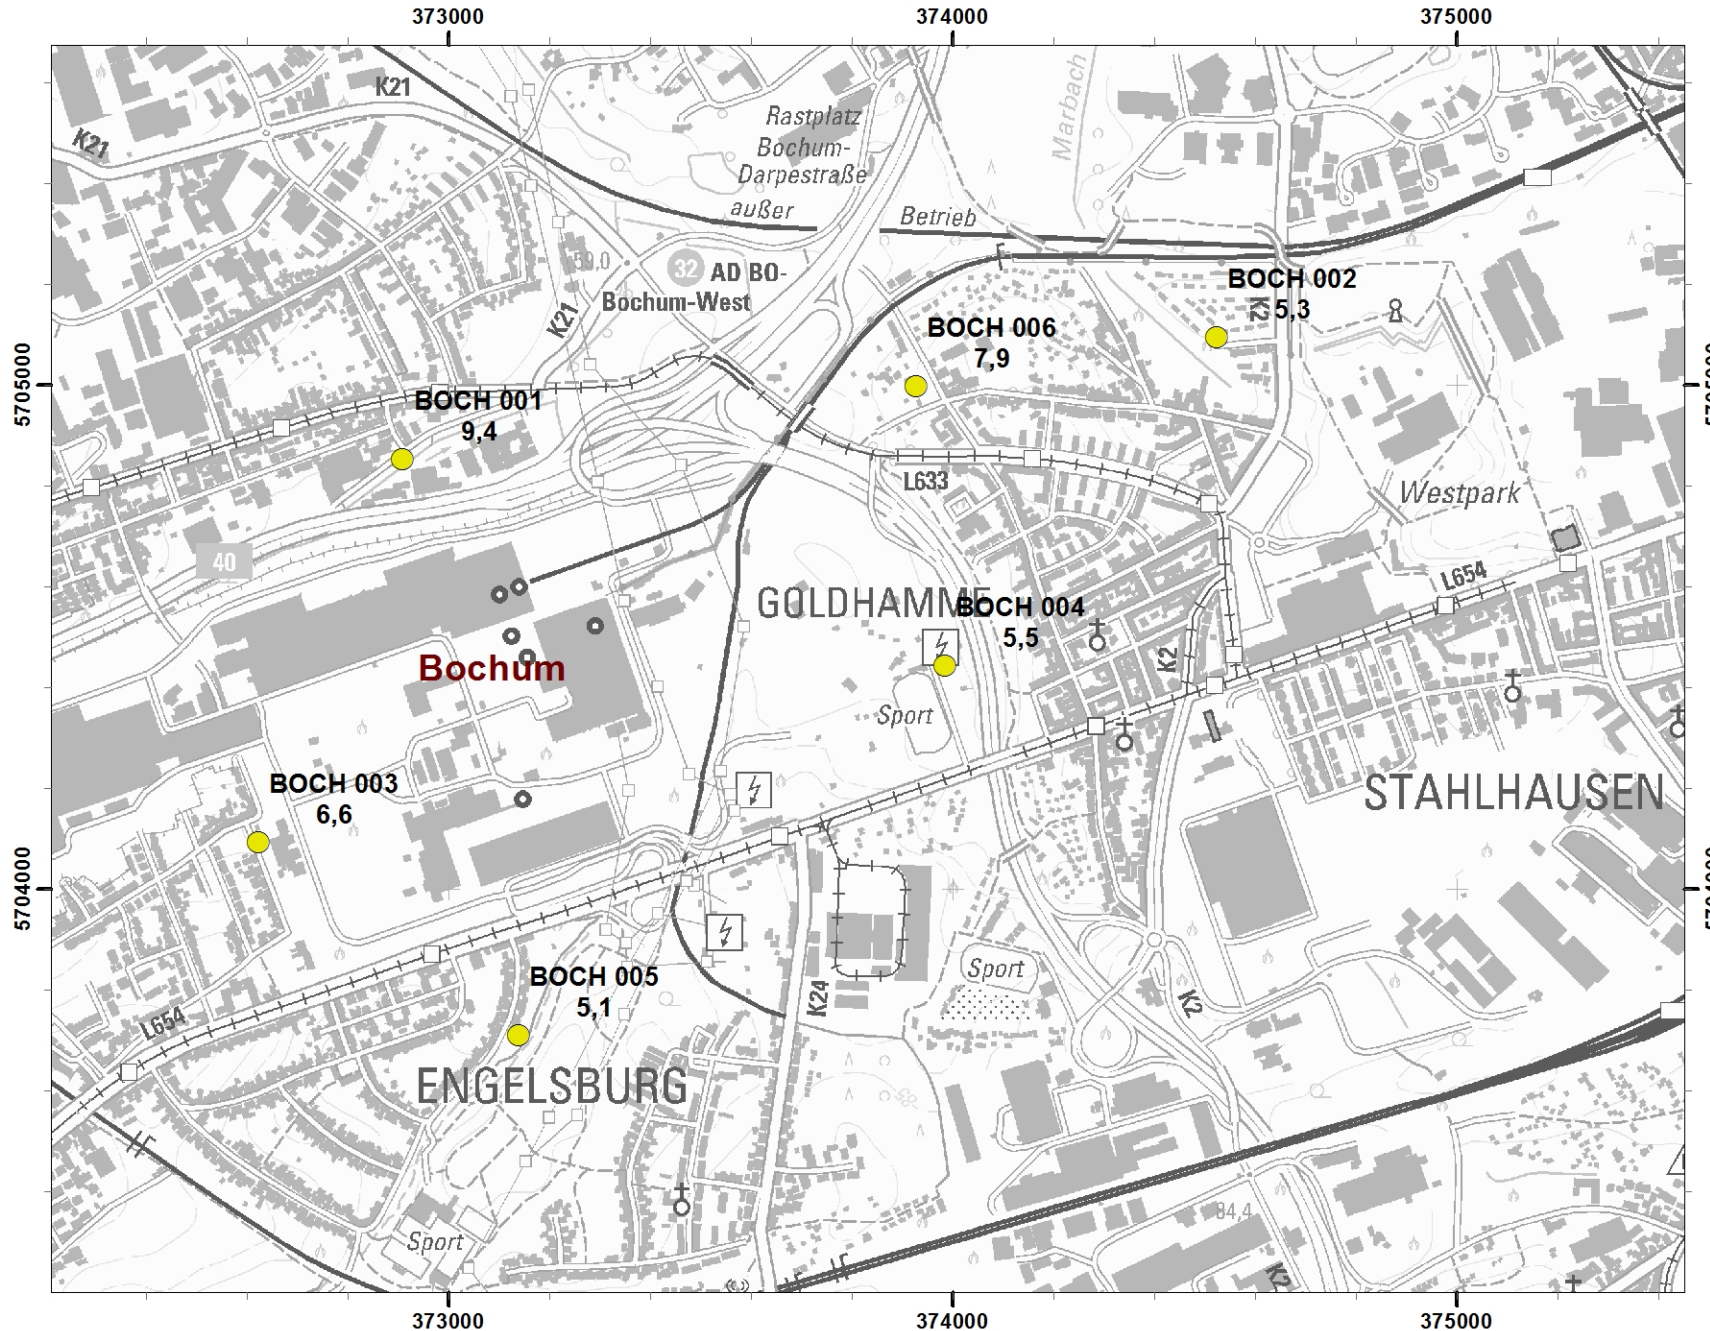 373000
374000
375000
K21
K21
Rastplatz
Bochum-
Darpestraße
Marbach
außer
Betrieb
59,0
32 AD BO-
Bochum-West
K21
BOCH 002
5,3
K2
BOCH 006
7,9
5705000
5705000
BOCH 001
9,4
L633
Westpark
40
L654
GOLDHAMME
BOCH 004
5,5
K2
Bochum
Sport
STAHLHAUSEN
BOCH 003
6,6
5704000
5704000
BOCH 005
5,1
Sport
K24
K2
L654
ENGELSBURG
84,4
Sport
K2
373000
374000
375000